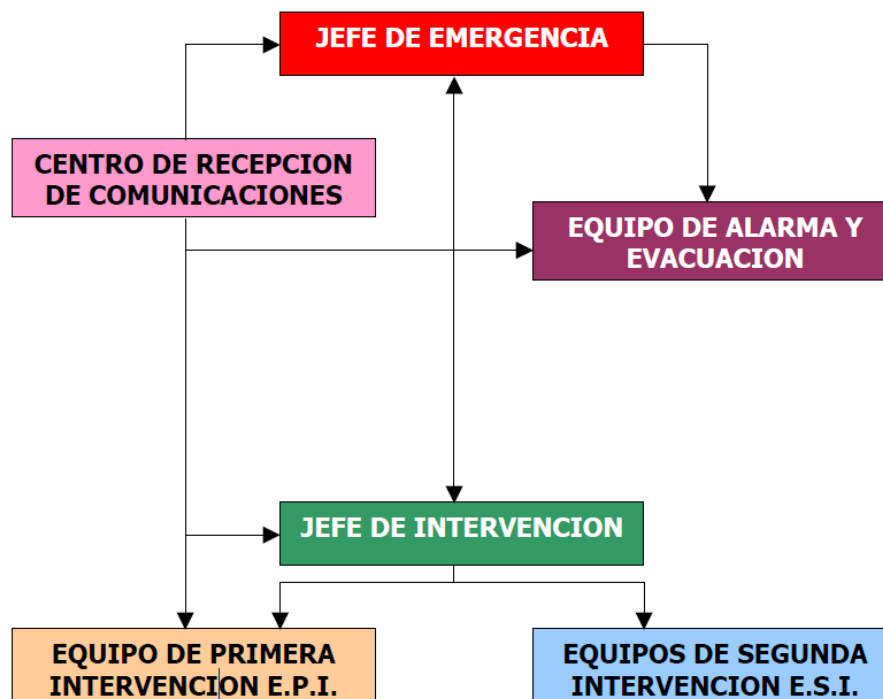 JEFE DE EMERGENCIA
CENTRO DE RECEPCION
DE COMUNICACIONES
EQUIPO DE ALARMA Y
EVACUACION
JEFE DE INTERVENCION
EQUIPO DE PRIMERA
INTERVENCION E.P.I.
EQUIPOS DE SEGUNDA
INTERVENCION E.S.I.